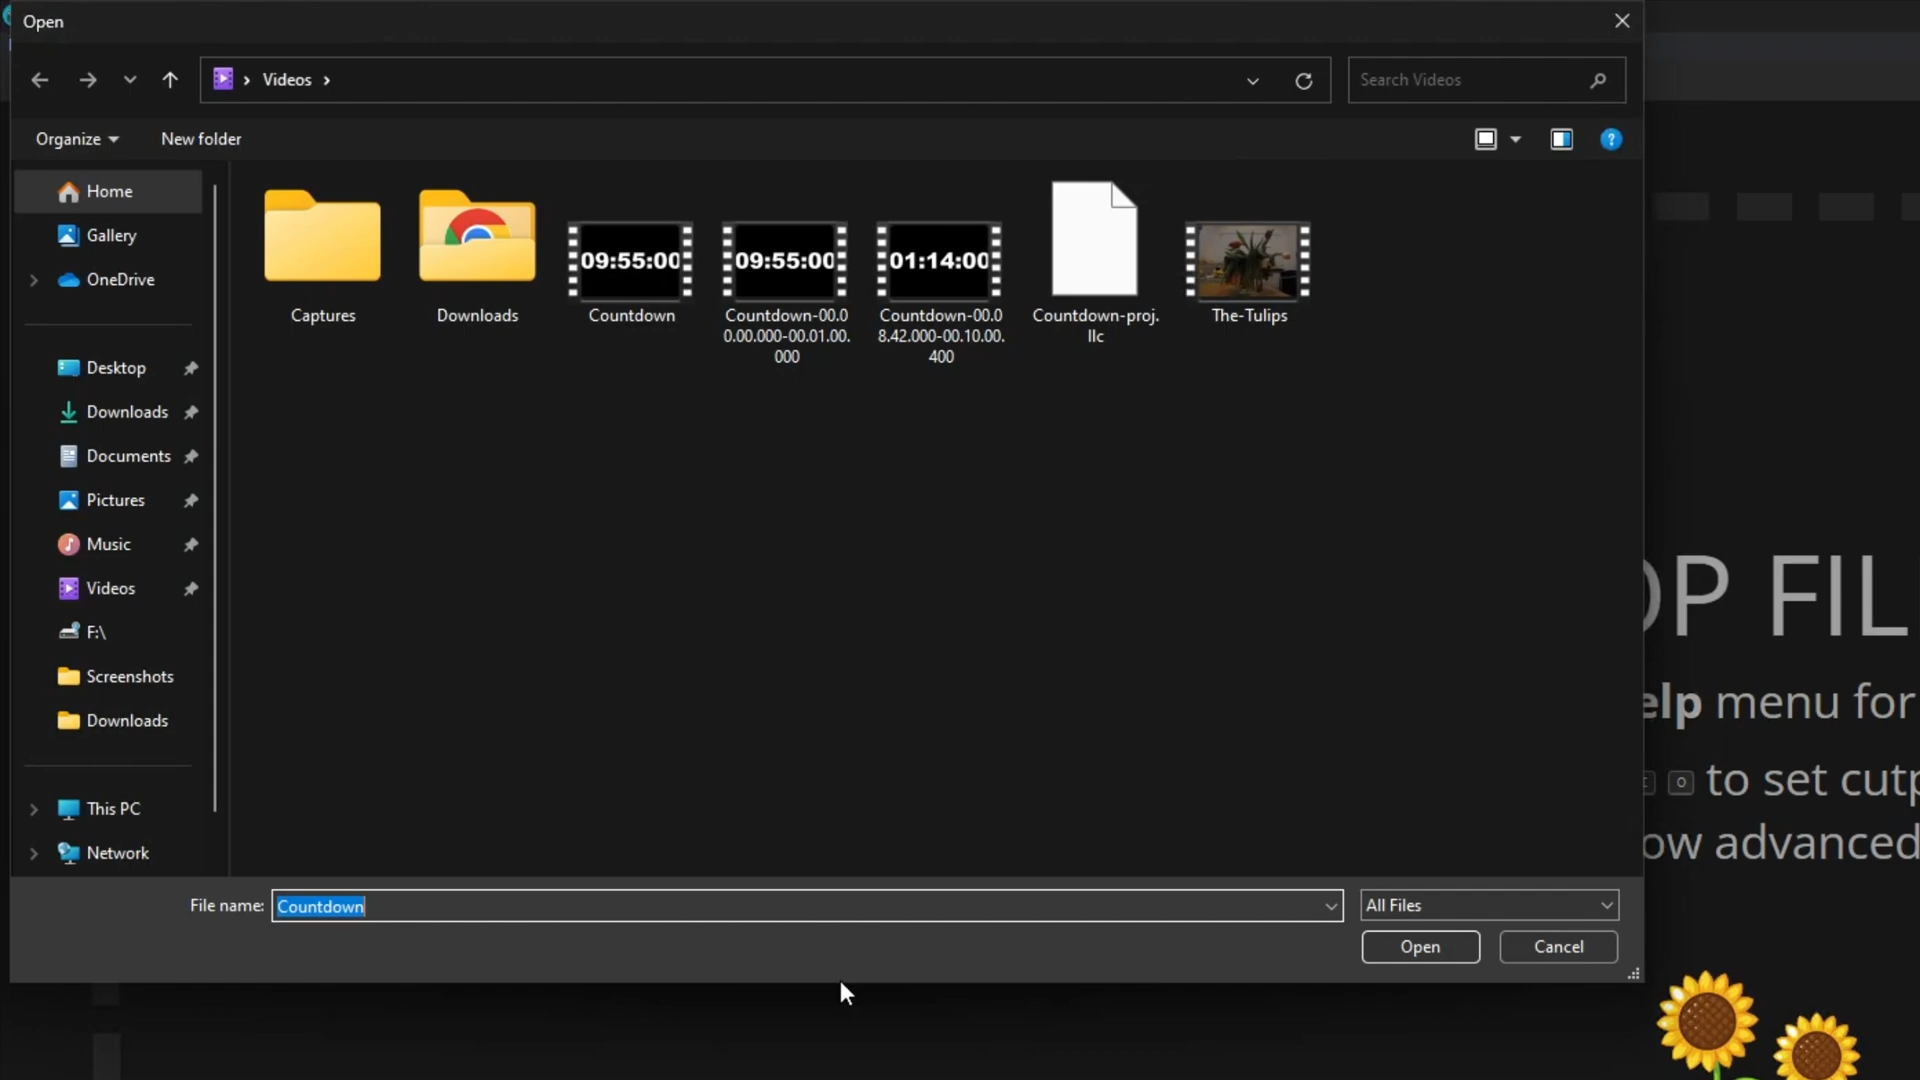 Open
Videos
Search Videos
Organize
New folder
Home
Gallery
OneDrive
Desktop
Downloads
Documents
Pictures
Music
Videos
F:\
Screenshots
Downloads
This PC
Network
09:55:00
09:55:00
01:14:00
Captures
Downloads
Countdown
Countdown-00.0
0.00.000-00.01.00.
000
Countdown-00.0
8.42.000-00.10.00.
400
Countdown-proj.
llc
The-Tulips
OP FIL
elp menu for
O to set cutp
ow advanced
File name:
Countdown
All Files
Open
Cancel